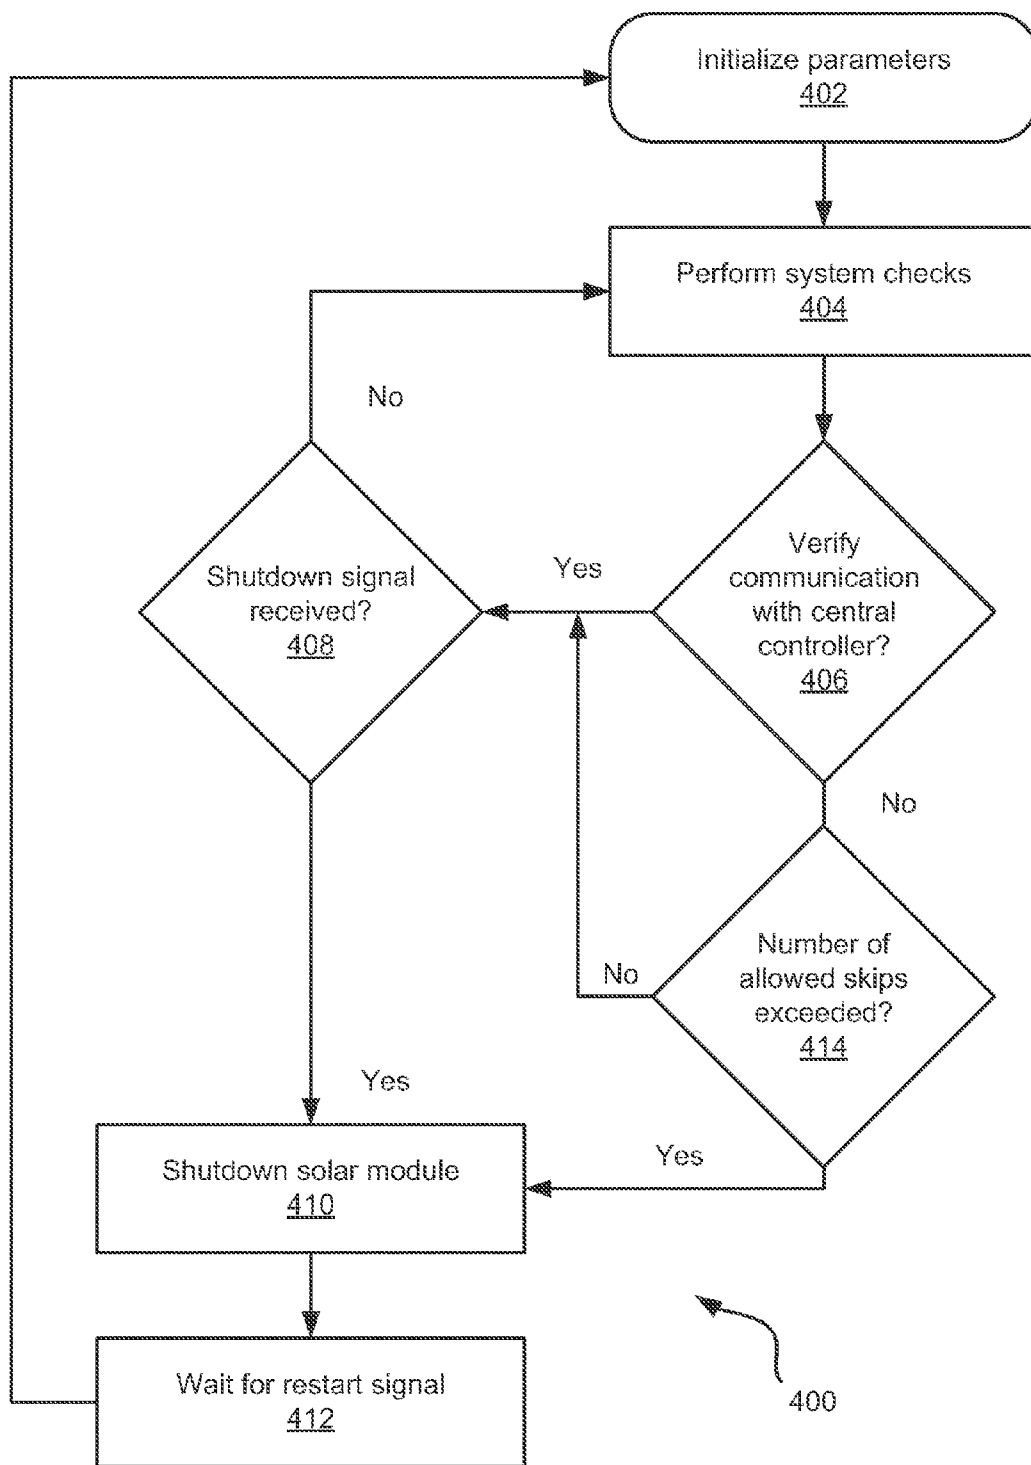 Initialize parameters
402
Perform system checks
404
No
Verify
communication
with central
controller?
406
Yes
Shutdown signal
received?
408
No
Number of
allowed skips
exceeded?
414
No
Yes
Yes
Shutdown solar module
410
Wait for restart signal
412
400